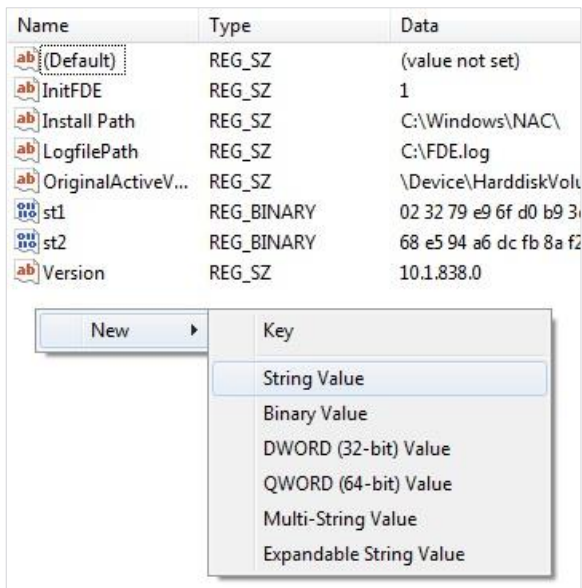 Name Type Data
(Default) REG_SZ (value not set)
InitFDE REG_SZ 1
Install Path REG_SZ C:\Windows\NAC\
LogfilePath REG_SZ C:\FDE.log
OriginalActiveV... REG_SZ \Device\HarddiskVolu
st1 REG_BINARY 02 32 79 e9 6f d0 b9 3
st2 REG_BINARY 68 e5 94 a6 dc fb 8a f2
Version REG_SZ 10.1.838.0
New
Key
String Value
Binary Value
DWORD (32-bit) Value
QWORD (64-bit) Value
Multi-String Value
Expandable String Value